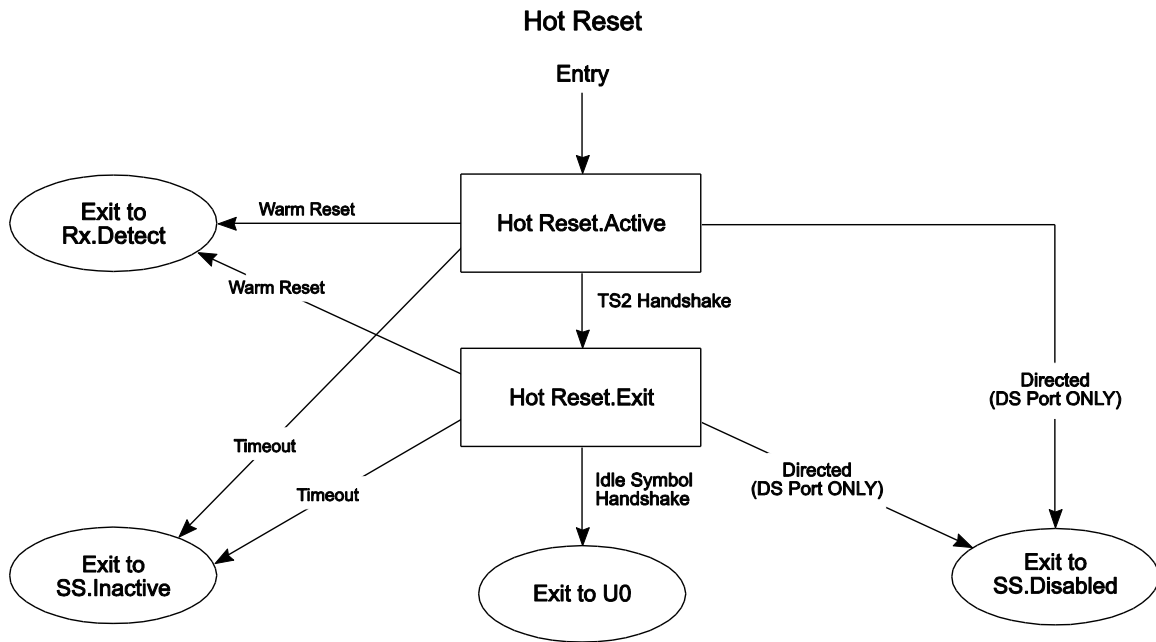 Hot Reset
Entry
Exit to
Rx.Detect
Warm Reset
Hot Reset.Active
Warm Reset
TS2 Handshake
Hot Reset.Exit
Directed
(DS Port ONLY)
Timeout
Timeout
Idle Symbol
Handshake
Directed
(DS Port ONLY)
Exit to
SS.Inactive
Exit to U0
Exit to
SS.Disabled